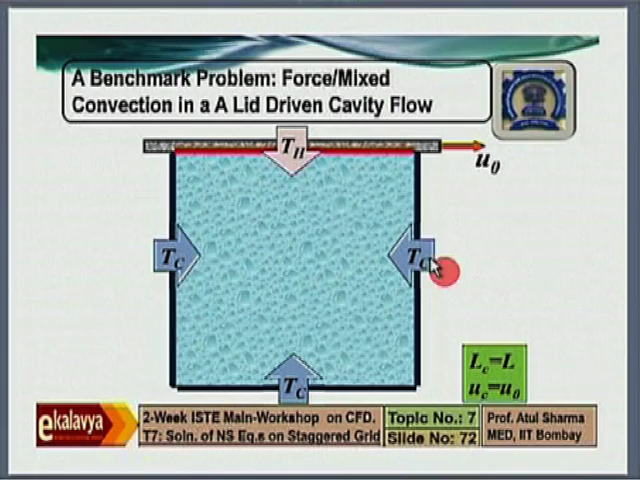 A Benchmark Problem: Force/Mixed
Convection in a A Lid Driven Cavity Flow
T_H
u_0
T_C
T_C
T_C
L_c=L
u_c=u_0
ekalavya
2-Week ISTE Main-Workshop on CFD.
T7: Soln. of NS Eq.s on Staggered Grid
Topic No.: 7
Slide No: 72
Prof. Atul Sharma
MED, IIT Bombay